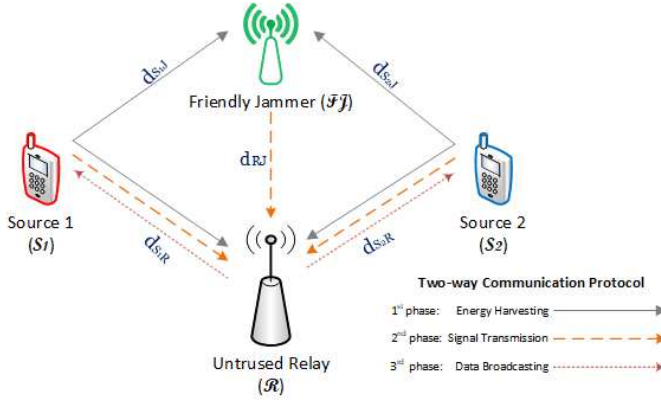 dS1J
dS2J
Friendly Jammer (ℱ𝒥)
dRJ
Source 1
(S1)
Source 2
(S2)
dS1R
dS2R
Untrused Relay
(ℛ)
Two-way Communication Protocol
1st phase: Energy Harvesting
2nd phase: Signal Transmission
3rd phase: Data Broadcasting